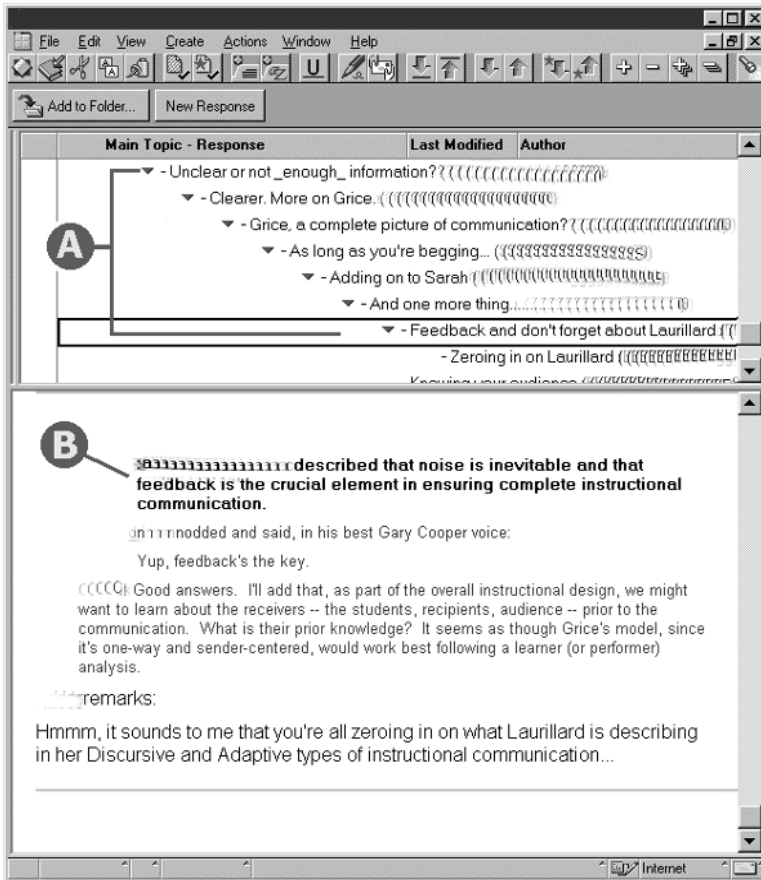 File Edit View Create Actions Window Help
Add to Folder... New Response
Main Topic - Response Last Modified Author
- Unclear or not _enough_ information?
- Clearer. More on Grice.
- Grice, a complete picture of communication?
A
- As long as you're begging...
- Adding on to Sarah
- And one more thing...
- Feedback and don't forget about Laurillard
- Zeroing in on Laurillard
Knowing your audience
B
described that noise is inevitable and that
feedback is the crucial element in ensuring complete instructional
communication.
nodded and said, in his best Gary Cooper voice:
Yup, feedback's the key.
Good answers. I'll add that, as part of the overall instructional design, we might
want to learn about the receivers -- the students, recipients, audience -- prior to the
communication. What is their prior knowledge? It seems as though Grice's model, since
it's one-way and sender-centered, would work best following a learner (or performer)
analysis.
remarks:
Hmmm, it sounds to me that you're all zeroing in on what Laurillard is describing
in her Discursive and Adaptive types of instructional communication...
Internet